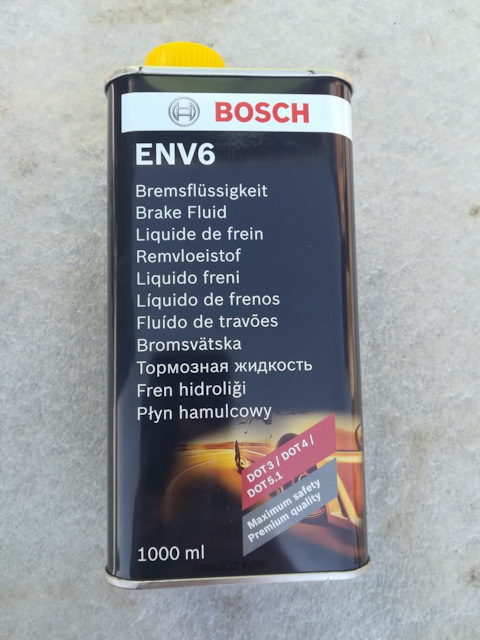 BOSCH
ENV6
Bremsflüssigkeit
Brake Fluid
Liquide de frein
Remvloeistof
Liquido freni
Líquido de frenos
Fluído de travões
Bromsvätska
Тормозная жидкость
Fren hidroliği
Płyn hamulcowy
DOT 3 / DOT 4 /
DOT 5.1
Maximum safety
Premium quality
1000 ml